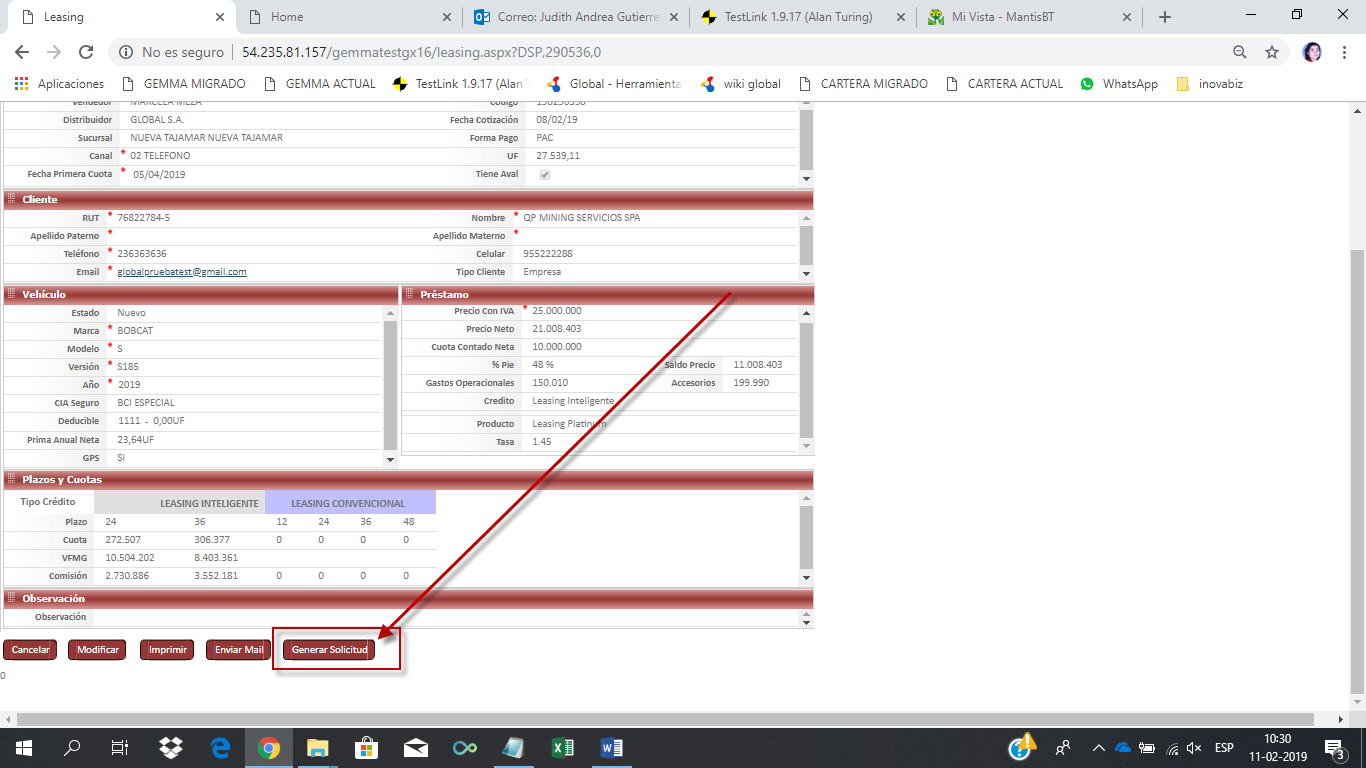 Leasing
Home
Correo: Judith Andrea Gutierre
TestLink 1.9.17 (Alan Turing)
Mi Vista - MantisBT
No es seguro 54.235.81.157/gemmatestgx16/leasing.aspx?DSP,290536,0
Aplicaciones GEMMA MIGRADO GEMMA ACTUAL TestLink 1.9.17 (Alan Global - Herramienta wiki global CARTERA MIGRADO CARTERA ACTUAL WhatsApp inovabiz
Vendedor MARCELA MEZA Código
Distribuidor GLOBAL S.A. Fecha Cotización 08/02/19
Sucursal NUEVA TAJAMAR NUEVA TAJAMAR Forma Pago PAC
Canal * 02 TELEFONO UF 27.539,11
Fecha Primera Cuota * 05/04/2019 Tiene Aval
Cliente
RUT * 76822784-5 Nombre * QP MINING SERVICIOS SPA
Apellido Paterno * Apellido Materno *
Teléfono * 236363636 Celular 955222288
Email * globalpruebatest@gmail.com Tipo Cliente Empresa
Vehículo
Estado Nuevo
Marca * BOBCAT
Modelo * S
Versión * S185
Año * 2019
CIA Seguro BCI ESPECIAL
Deducible 1111 - 0,00UF
Prima Anual Neta 23,64UF
GPS SI
Préstamo
Precio Con IVA * 25.000.000
Precio Neto 21.008.403
Cuota Contado Neta 10.000.000
% Pie 48 % Saldo Precio 11.008.403
Gastos Operacionales 150.010 Accesorios 199.990
Credito Leasing Inteligente
Producto Leasing Platinum
Tasa 1.45
Plazos y Cuotas
Tipo Crédito LEASING INTELIGENTE LEASING CONVENCIONAL
Plazo 24 36 12 24 36 48
Cuota 272.507 306.377 0 0 0 0
VFMG 10.504.202 8.403.361
Comisión 2.730.886 3.552.181 0 0 0 0
Observación
Observación
Cancelar Modificar Imprimir Enviar Mail Generar Solicitud
0
ESP
10:30
11-02-2019
3